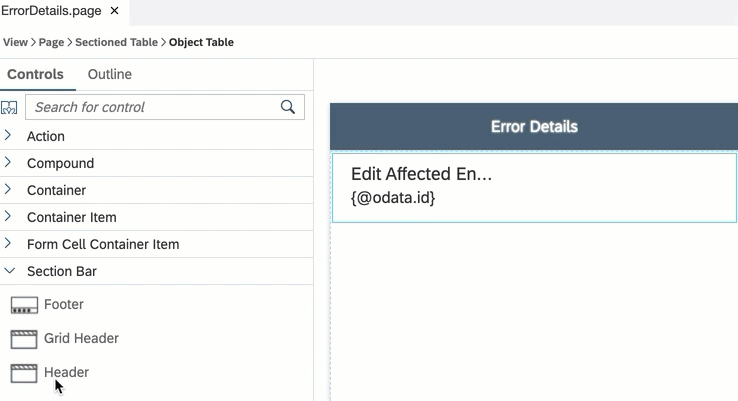 ErrorDetails.page ×
View > Page > Sectioned Table > Object Table
Controls Outline
Search for control
Action
Compound
Container
Container Item
Form Cell Container Item
Section Bar
Footer
Grid Header
Header
Error Details
Edit Affected En...
{@odata.id}